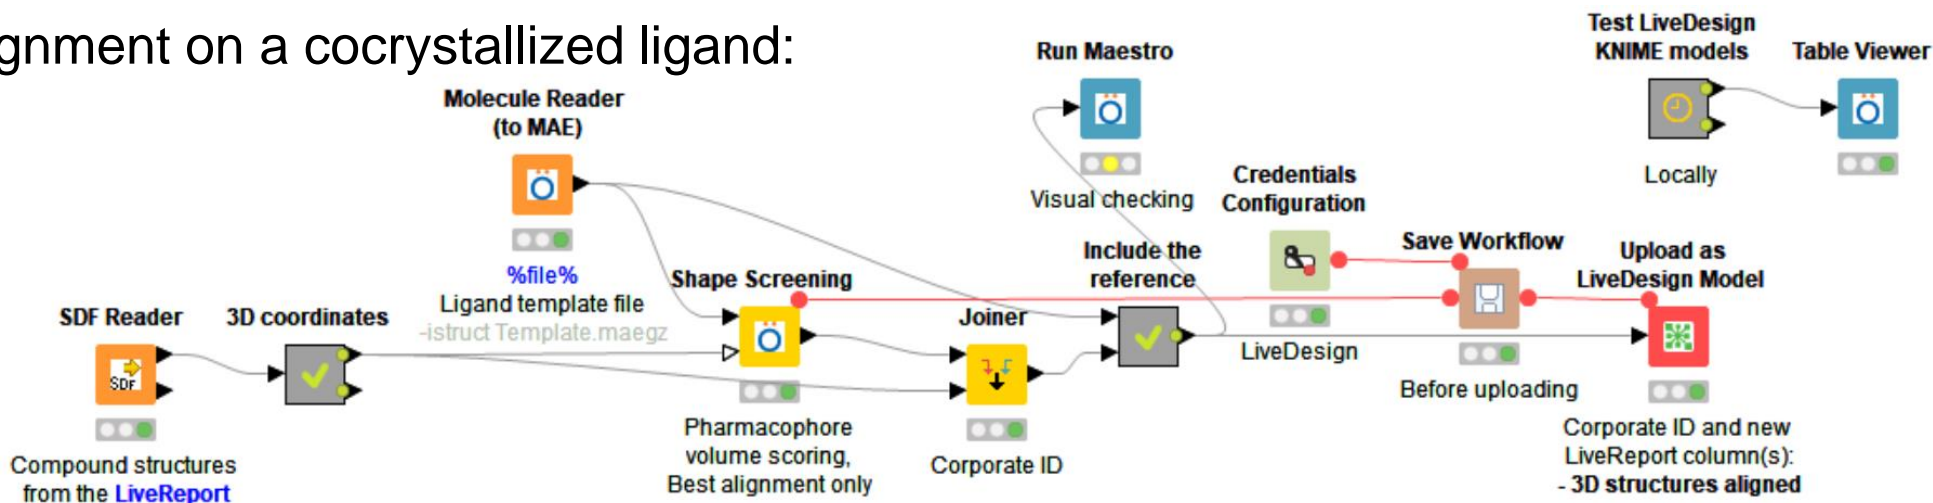 gnment on a cocrystallized ligand:
Test LiveDesign
KNIME models
Table Viewer
Run Maestro
Molecule Reader
(to MAE)
Locally
Credentials
Configuration
Visual checking
Save Workflow
Include the
reference
Upload as
LiveDesign Model
%file%
Ligand template file
-istruct Template.maegz
Shape Screening
SDF Reader
3D coordinates
Joiner
LiveDesign
SDF
Before uploading
Pharmacophore
volume scoring,
Best alignment only
Corporate ID
Corporate ID and new
LiveReport column(s):
- 3D structures aligned
Compound structures
from the LiveReport